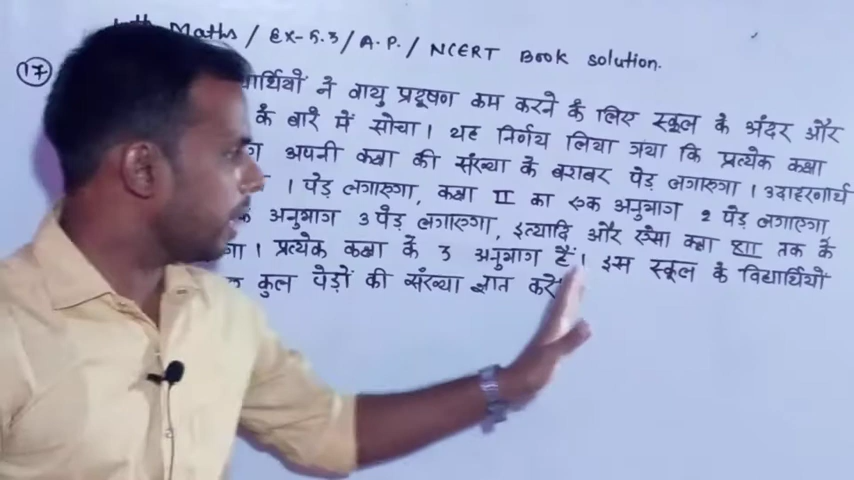 Maths / Ex-5.3 / A.P. / NCERT Book solution.
17 ने वायु प्रदूषण कम करने के लिए स्कूल के अंदर और
के बारे में सोचा। यह निर्णय लिया गया कि प्रत्येक कक्षा
अपनी कक्षा की संख्या के बराबर पेड़ लगाएगा। उदाहरणार्थ
1 पेड़ लगाएगा, कक्षा II का एक अनुभाग 2 पेड़ लगाएगा
अनुभाग 3 पेड़ लगाएगा, इत्यादि और ऐसा कक्षा XII तक के
। प्रत्येक कक्षा के 3 अनुभाग हैं। इस स्कूल के विद्यार्थियों
कुल पेड़ों की संख्या ज्ञात करें